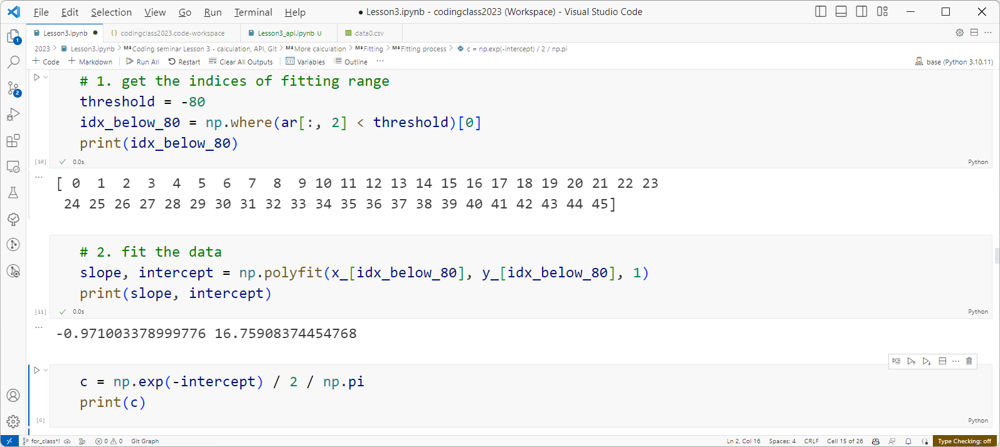 File Edit Selection View Go Run Terminal Help ● Lesson3.ipynb - codingclass2023 (Workspace) - Visual Studio Code
Lesson3.ipynb ● {} codingclass2023.code-workspace Lesson3_api.ipynb U data0.csv
2023 > Lesson3.ipynb > M↓Coding seminar Lesson 3 - calculation, API, Git > M↓More calculation > M↓Fitting > M↓Fitting process > c = np.exp(-intercept) / 2 / np.pi
+ Code + Markdown Run All Restart Clear All Outputs Variables Outline ··· base (Python 3.10.11)
# 1. get the indices of fitting range
threshold = -80
idx_below_80 = np.where(ar[:, 2] < threshold)[0]
print(idx_below_80)
[10] ✓ 0.0s Python
[ 0 1 2 3 4 5 6 7 8 9 10 11 12 13 14 15 16 17 18 19 20 21 22 23
24 25 26 27 28 29 30 31 32 33 34 35 36 37 38 39 40 41 42 43 44 45]
# 2. fit the data
slope, intercept = np.polyfit(x_[idx_below_80], y_[idx_below_80], 1)
print(slope, intercept)
[11] ✓ 0.0s Python
-0.971003378999776 16.75908374454768
c = np.exp(-intercept) / 2 / np.pi
print(c)
[6] Python
for_class*! 0 0 Git Graph Ln 2, Col 16 Spaces: 4 CRLF Cell 15 of 26 Type Checking: off
1
2